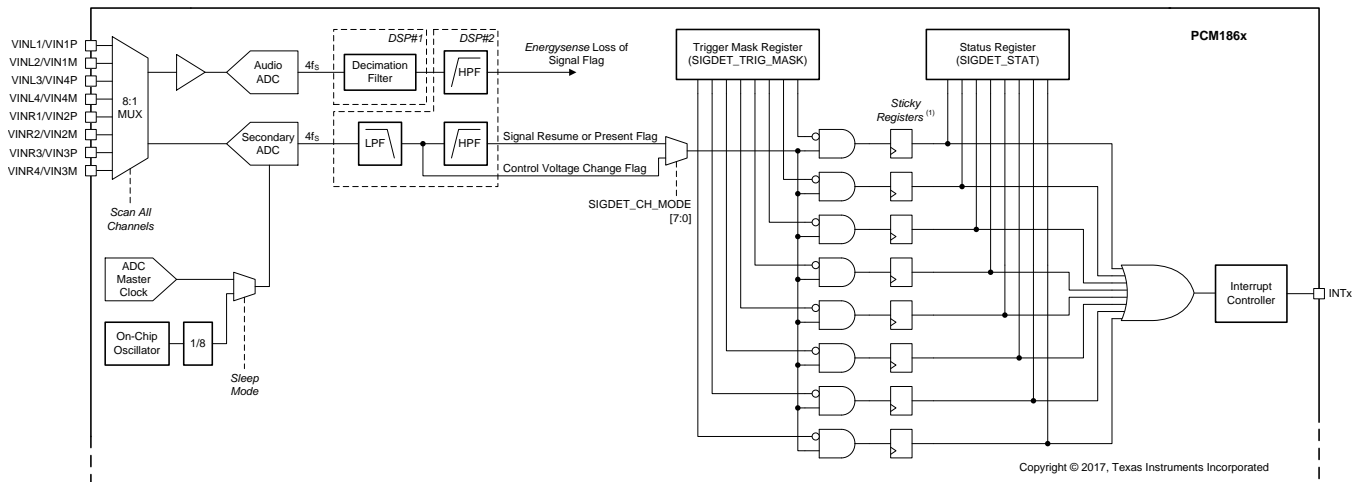 PCM186x
VINL1/VIN1P
VINL2/VIN1M
VINL3/VIN4P
VINL4/VIN4M
VINR1/VIN2P
VINR2/VIN2M
VINR3/VIN3P
VINR4/VIN3M
8:1
MUX
Scan All
Channels
Audio
ADC
4fS
DSP#1
Decimation
Filter
DSP#2
HPF
Energysense Loss of
Signal Flag
Secondary
ADC
4fS
LPF
HPF
Signal Resume or Present Flag
Control Voltage Change Flag
SIGDET_CH_MODE
[7:0]
ADC
Master
Clock
On-Chip
Oscillator
1/8
Sleep
Mode
Trigger Mask Register
(SIGDET_TRIG_MASK)
Status Register
(SIGDET_STAT)
Sticky
Registers (1)
Interrupt
Controller
INTx
Copyright © 2017, Texas Instruments Incorporated